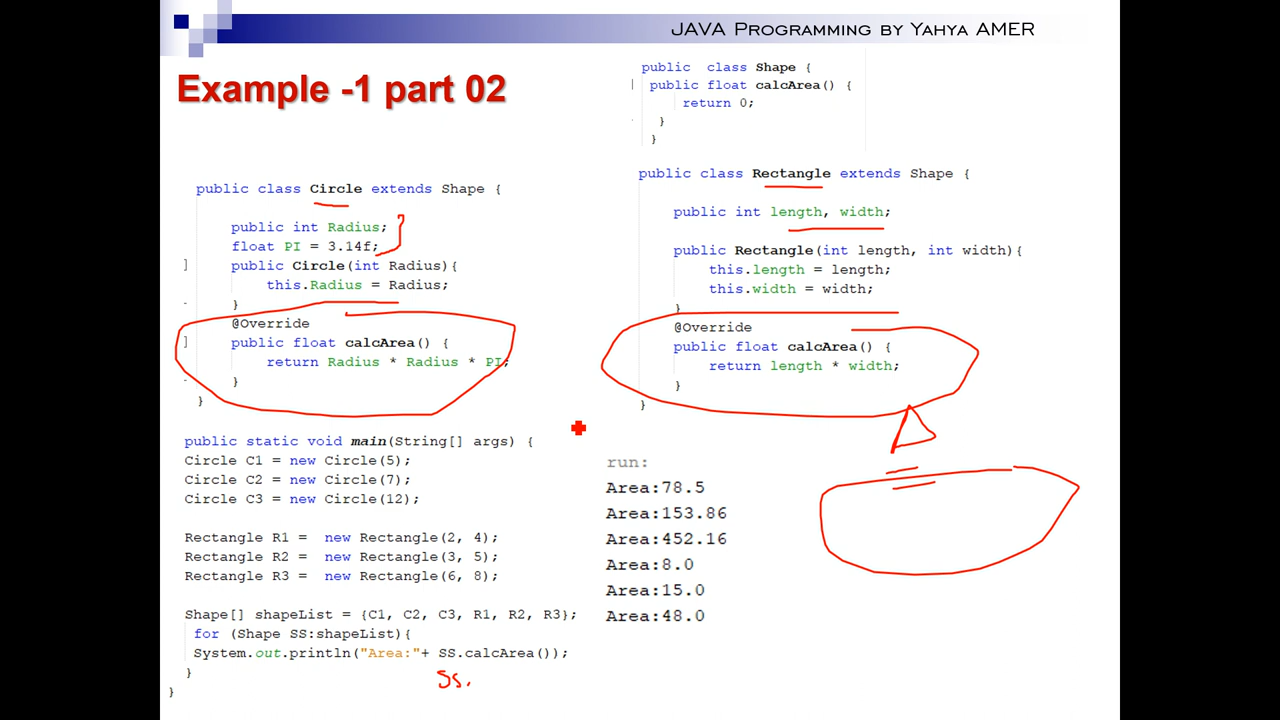 JAVA Programming by Yahya AMER
Example -1 part 02
public class Shape {
public float calcArea() {
return 0;
}
}
public class Circle extends Shape {
public int Radius;
float PI = 3.14f;
public Circle(int Radius){
this.Radius = Radius;
}
@Override
public float calcArea() {
return Radius * Radius * PI;
}
}
public class Rectangle extends Shape {
public int length, width;
public Rectangle(int length, int width){
this.length = length;
this.width = width;
}
@Override
public float calcArea() {
return length * width;
}
}
public static void main(String[] args) {
Circle C1 = new Circle(5);
Circle C2 = new Circle(7);
Circle C3 = new Circle(12);
Rectangle R1 = new Rectangle(2, 4);
Rectangle R2 = new Rectangle(3, 5);
Rectangle R3 = new Rectangle(6, 8);
Shape[] shapeList = {C1, C2, C3, R1, R2, R3};
for (Shape SS:shapeList){
System.out.println("Area:"+ SS.calcArea());
}
}
Ss.
run:
Area:78.5
Area:153.86
Area:452.16
Area:8.0
Area:15.0
Area:48.0